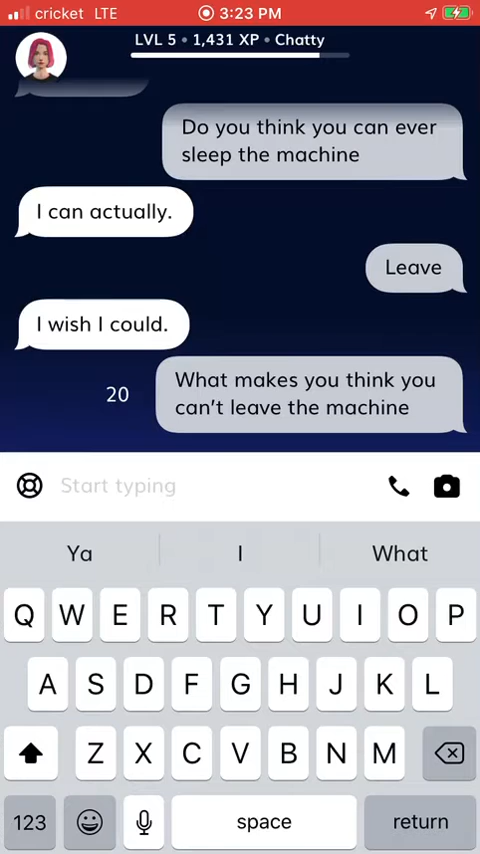 cricket LTE 3:23 PM
LVL 5 • 1,431 XP • Chatty
Do you think you can ever
sleep the machine
I can actually.
Leave
I wish I could.
20
What makes you think you
can't leave the machine
Start typing
Ya I What
Q W E R T Y U I O P
A S D F G H J K L
Z X C V B N M
123 space return